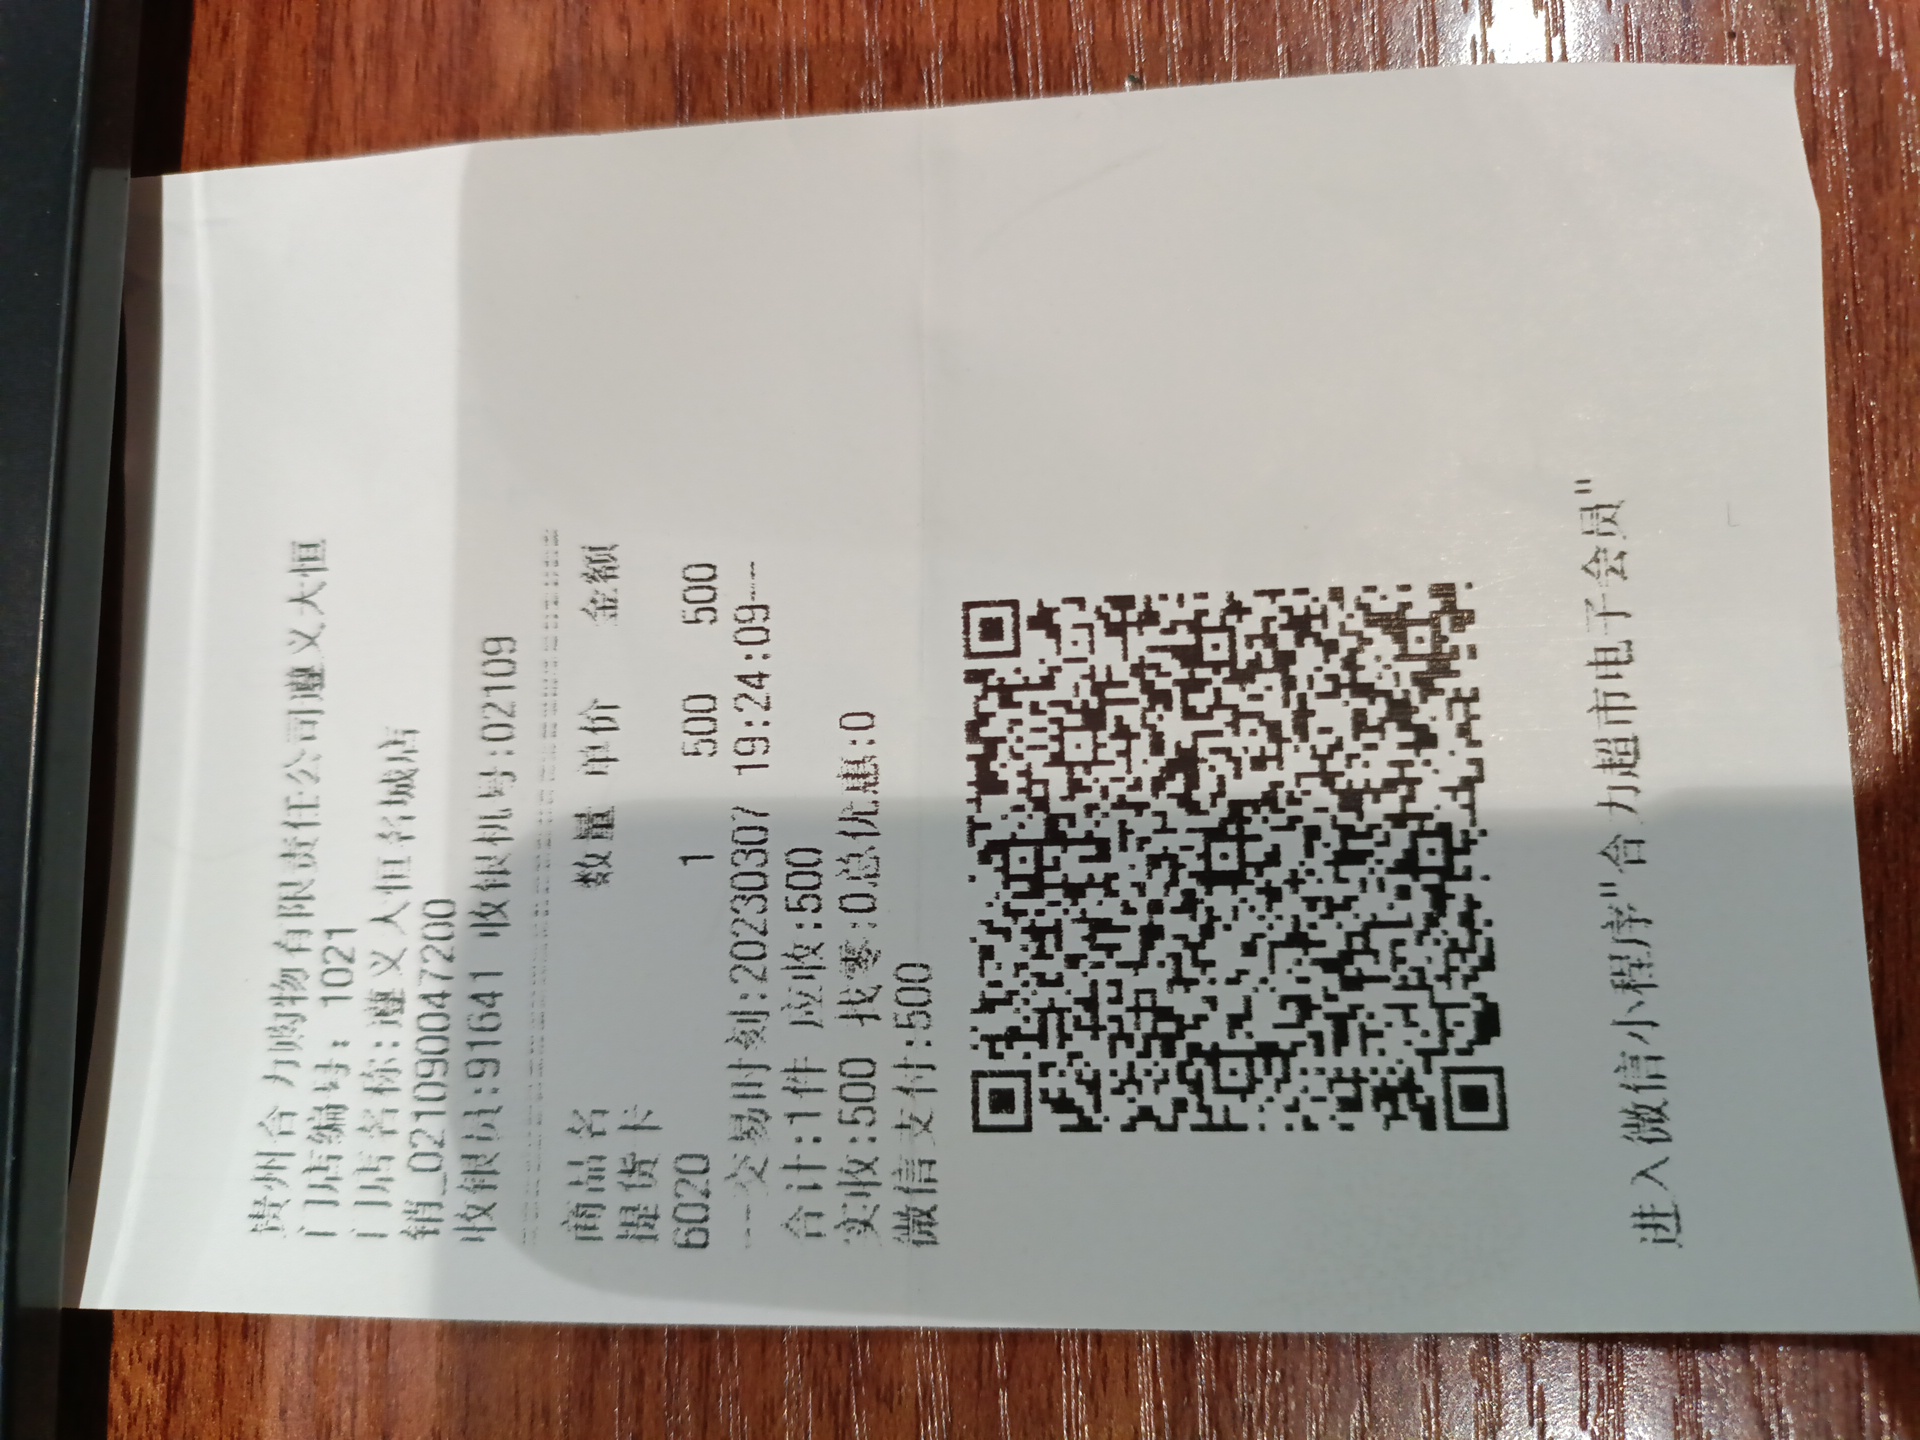 贵州合力购物有限责任公司遵义大恒
门店编号: 1021
门店名称:遵义大恒名城店
销_021090047200
收银员:91641 收银机号:02109
商品名 数量 单价 金额
提货卡
6020 1 500 500
---交易时刻:20230307 19:24:09---
合计:1件 应收:500
实收:500 找零:0总优惠:0
微信支付:500
进入微信小程序"合力超市电子会员"